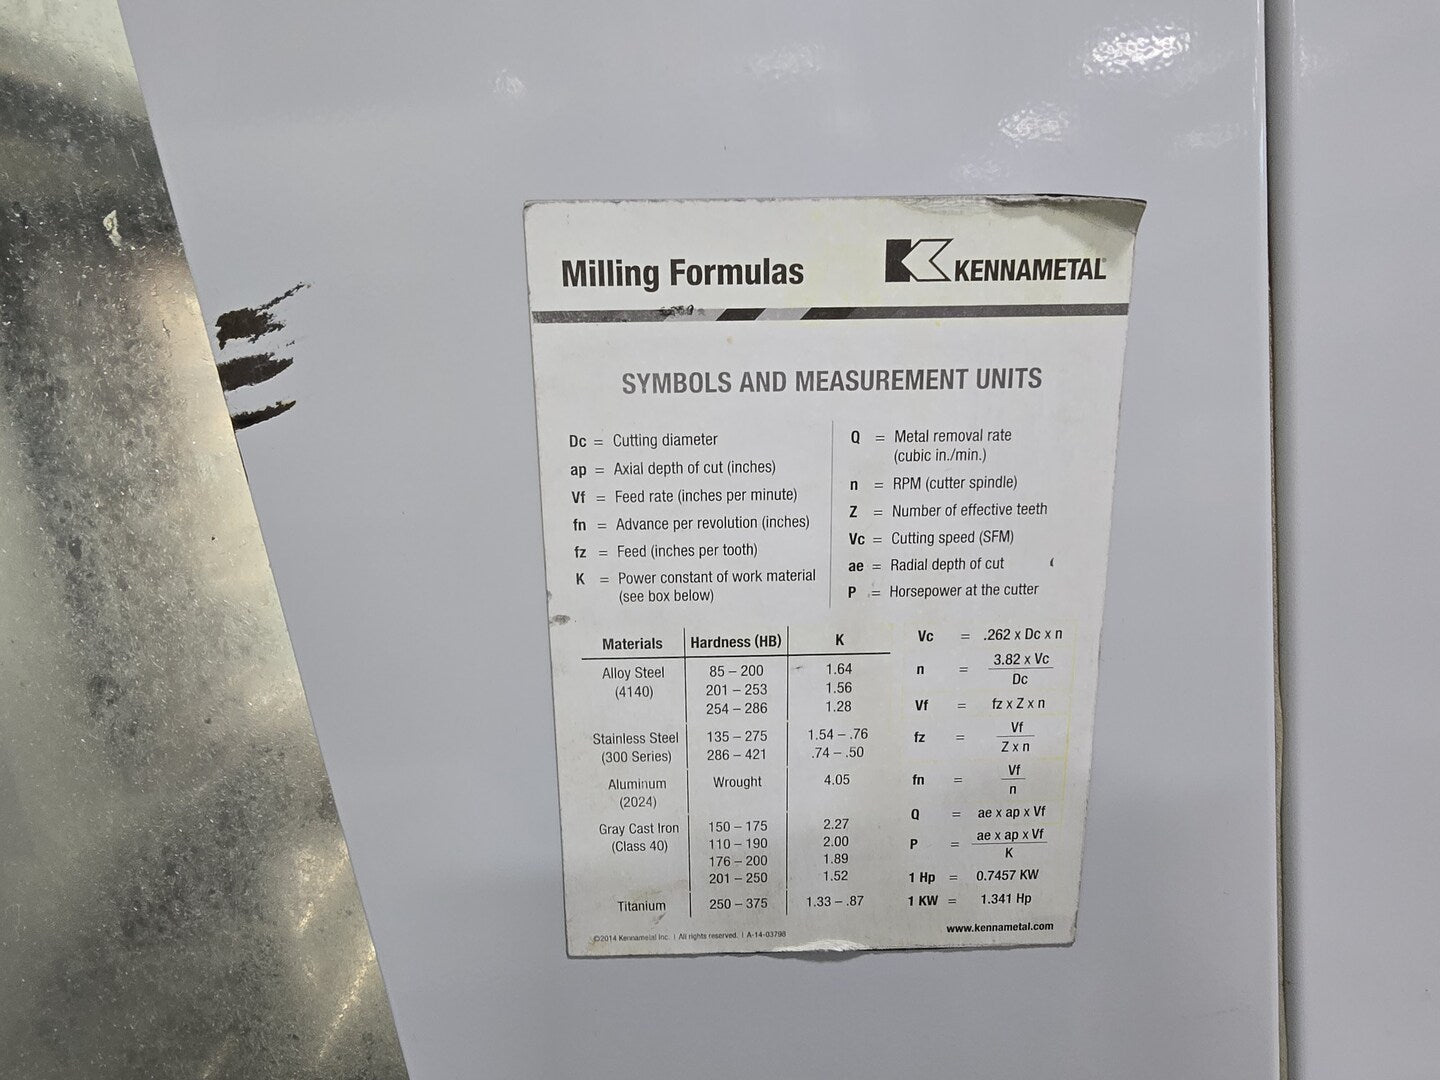 Milling Formulas
KENNAMETAL
SYMBOLS AND MEASUREMENT UNITS
Dc = Cutting diameter
ap = Axial depth of cut (inches)
Vf = Feed rate (inches per minute)
fn = Advance per revolution (inches)
fz = Feed (inches per tooth)
K = Power constant of work material
(see box below)
Q = Metal removal rate
(cubic in./min.)
n = RPM (cutter spindle)
Z = Number of effective teeth
Vc = Cutting speed (SFM)
ae = Radial depth of cut
P = Horsepower at the cutter
Materials Hardness (HB) K
Alloy Steel 85 – 200 1.64
(4140) 201 – 253 1.56
254 – 286 1.28
Stainless Steel 135 – 275 1.54 – .76
(300 Series) 286 – 421 .74 – .50
Aluminum Wrought 4.05
(2024)
Gray Cast Iron 150 – 175 2.27
(Class 40) 110 – 190 2.00
176 – 200 1.89
201 – 250 1.52
Titanium 250 – 375 1.33 – .87
Vc = .262 x Dc x n
n = 3.82 x Vc
Dc
Vf = fz x Z x n
fz = Vf
Z x n
fn = Vf
n
Q = ae x ap x Vf
P = ae x ap x Vf
K
1 Hp = 0.7457 KW
1 KW = 1.341 Hp
©2014 Kennametal Inc. | All rights reserved. | A-14-03798
www.kennametal.com